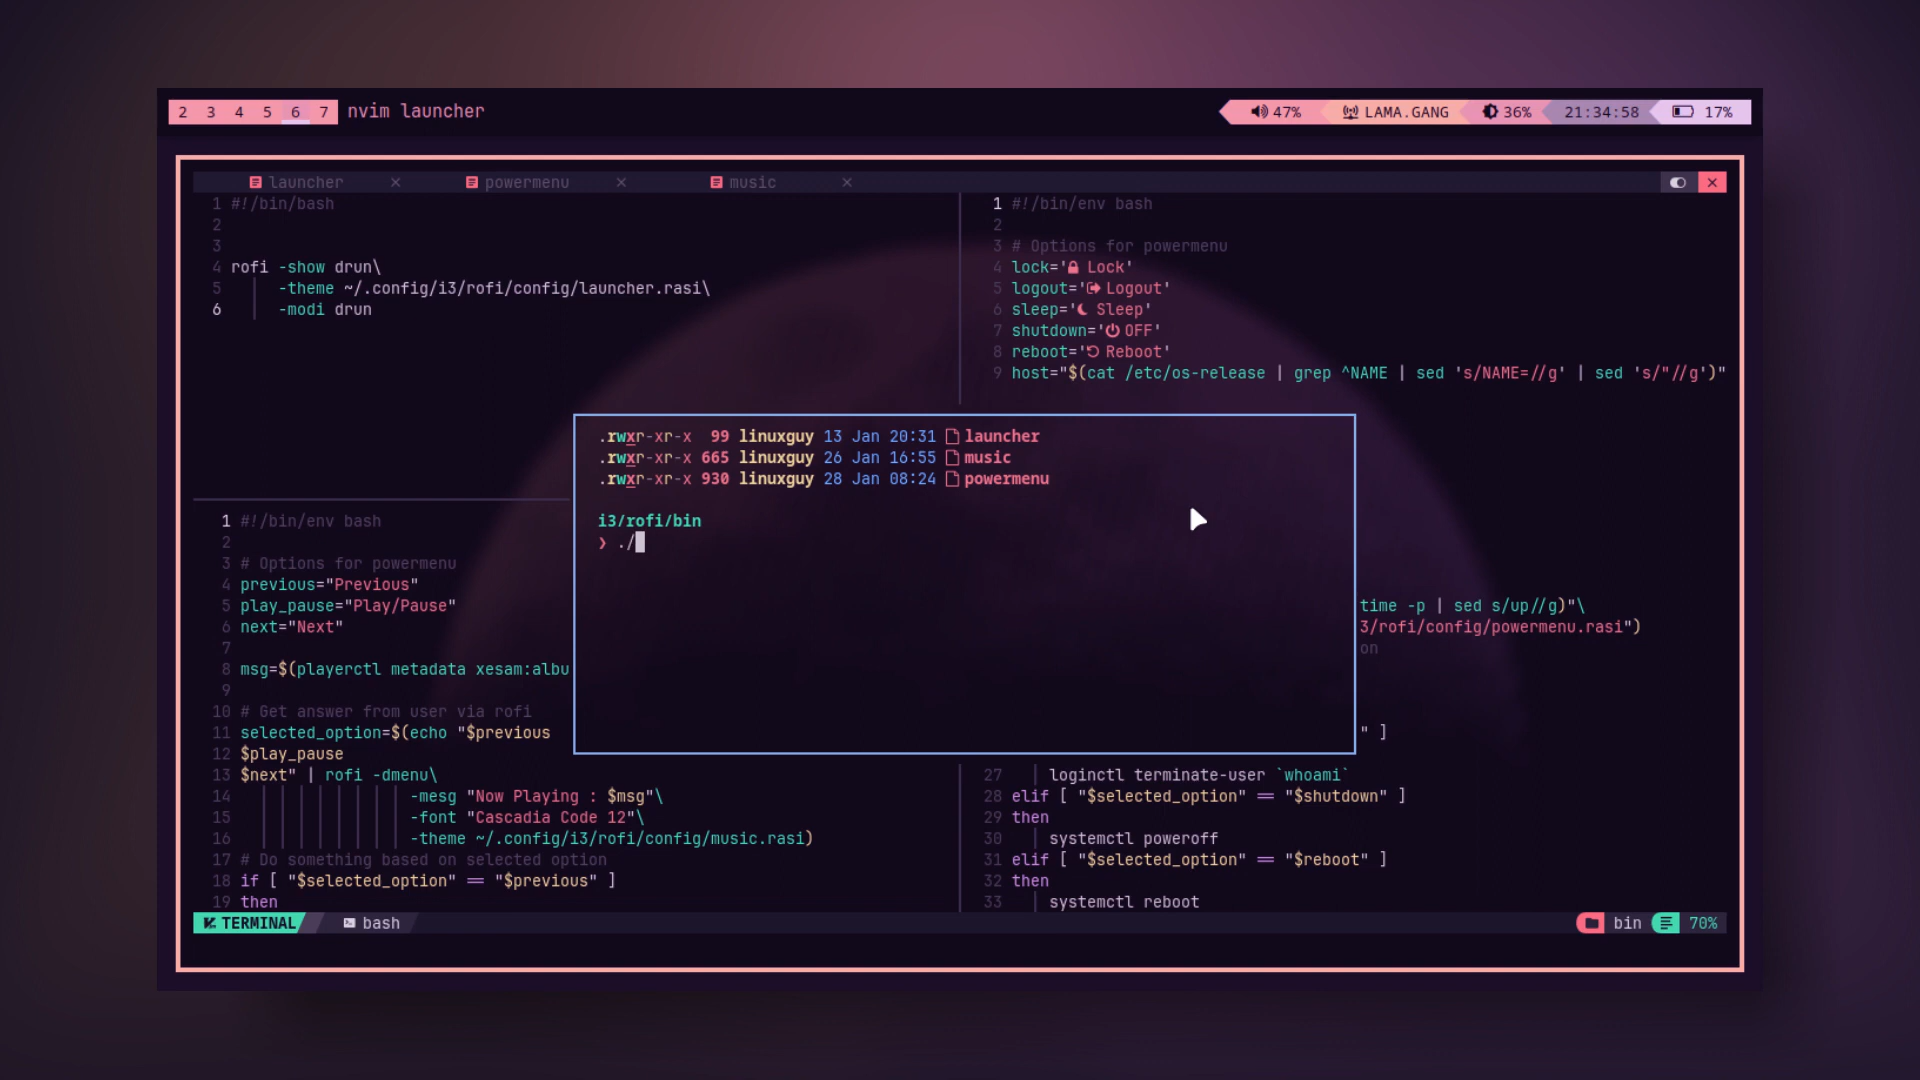 2 3 4 5 6 7 nvim launcher
47% LAMA.GANG 36% 21:34:58 17%
launcher × powermenu × music ×
1 #!/bin/bash
2
3
4 rofi -show drun\
5 -theme ~/.config/i3/rofi/config/launcher.rasi\
6 -modi drun
1 #!/bin/env bash
2
3 # Options for powermenu
4 lock=' Lock'
5 logout=' Logout'
6 sleep=' Sleep'
7 shutdown=' OFF'
8 reboot=' Reboot'
9 host="$(cat /etc/os-release | grep ^NAME | sed 's/NAME=//g' | sed 's/"//g')"
.rwxr-xr-x 99 linuxguy 13 Jan 20:31 launcher
.rwxr-xr-x 665 linuxguy 26 Jan 16:55 music
.rwxr-xr-x 930 linuxguy 28 Jan 08:24 powermenu
i3/rofi/bin
❯ ./
1 #!/bin/env bash
2
3 # Options for powermenu
4 previous="Previous"
5 play_pause="Play/Pause"
6 next="Next"
7
8 msg=$(playerctl metadata xesam:albu
9
10 # Get answer from user via rofi
11 selected_option=$(echo "$previous
12 $play_pause
13 $next" | rofi -dmenu\
14 -mesg "Now Playing : $msg"\
15 -font "Cascadia Code 12"\
16 -theme ~/.config/i3/rofi/config/music.rasi)
17 # Do something based on selected option
18 if [ "$selected_option" == "$previous" ]
19 then
time -p | sed s/up//g)"\
3/rofi/config/powermenu.rasi")
on
" ]
27 loginctl terminate-user `whoami`
28 elif [ "$selected_option" == "$shutdown" ]
29 then
30 systemctl poweroff
31 elif [ "$selected_option" == "$reboot" ]
32 then
33 systemctl reboot
TERMINAL bash
bin 70%